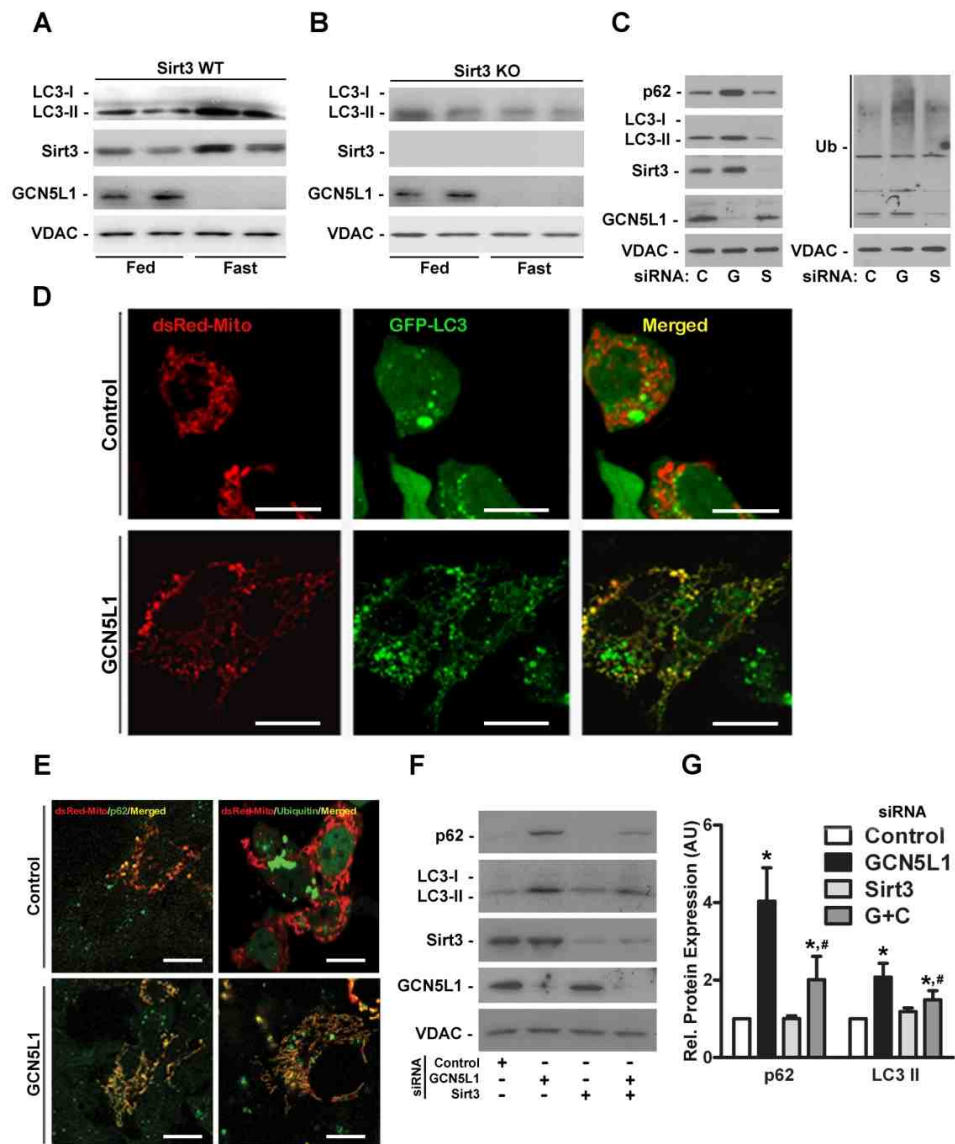 A
Sirt3 WT
LC3-I -
LC3-II -
Sirt3 -
GCN5L1 -
VDAC -
Fed Fast
B
Sirt3 KO
LC3-I -
LC3-II -
Sirt3 -
GCN5L1 -
VDAC -
Fed Fast
C
p62 -
LC3-I -
LC3-II -
Sirt3 -
GCN5L1 -
VDAC -
siRNA: C G S
Ub -
VDAC -
siRNA: C G S
D
dsRed-Mito GFP-LC3 Merged
Control
GCN5L1
E
dsRed-Mito/p62/Merged dsRed-Mito/Ubiquitin/Merged
Control
GCN5L1
F
p62 -
LC3-I -
LC3-II -
Sirt3 -
GCN5L1 -
VDAC -
siRNA
Control + - - -
GCN5L1 - + - +
Sirt3 - - + +
G
siRNA
Control
GCN5L1
Sirt3
G+C
Rel. Protein Expression (AU)
6
4
2
0
*
*,#
*
*,#
p62 LC3 II